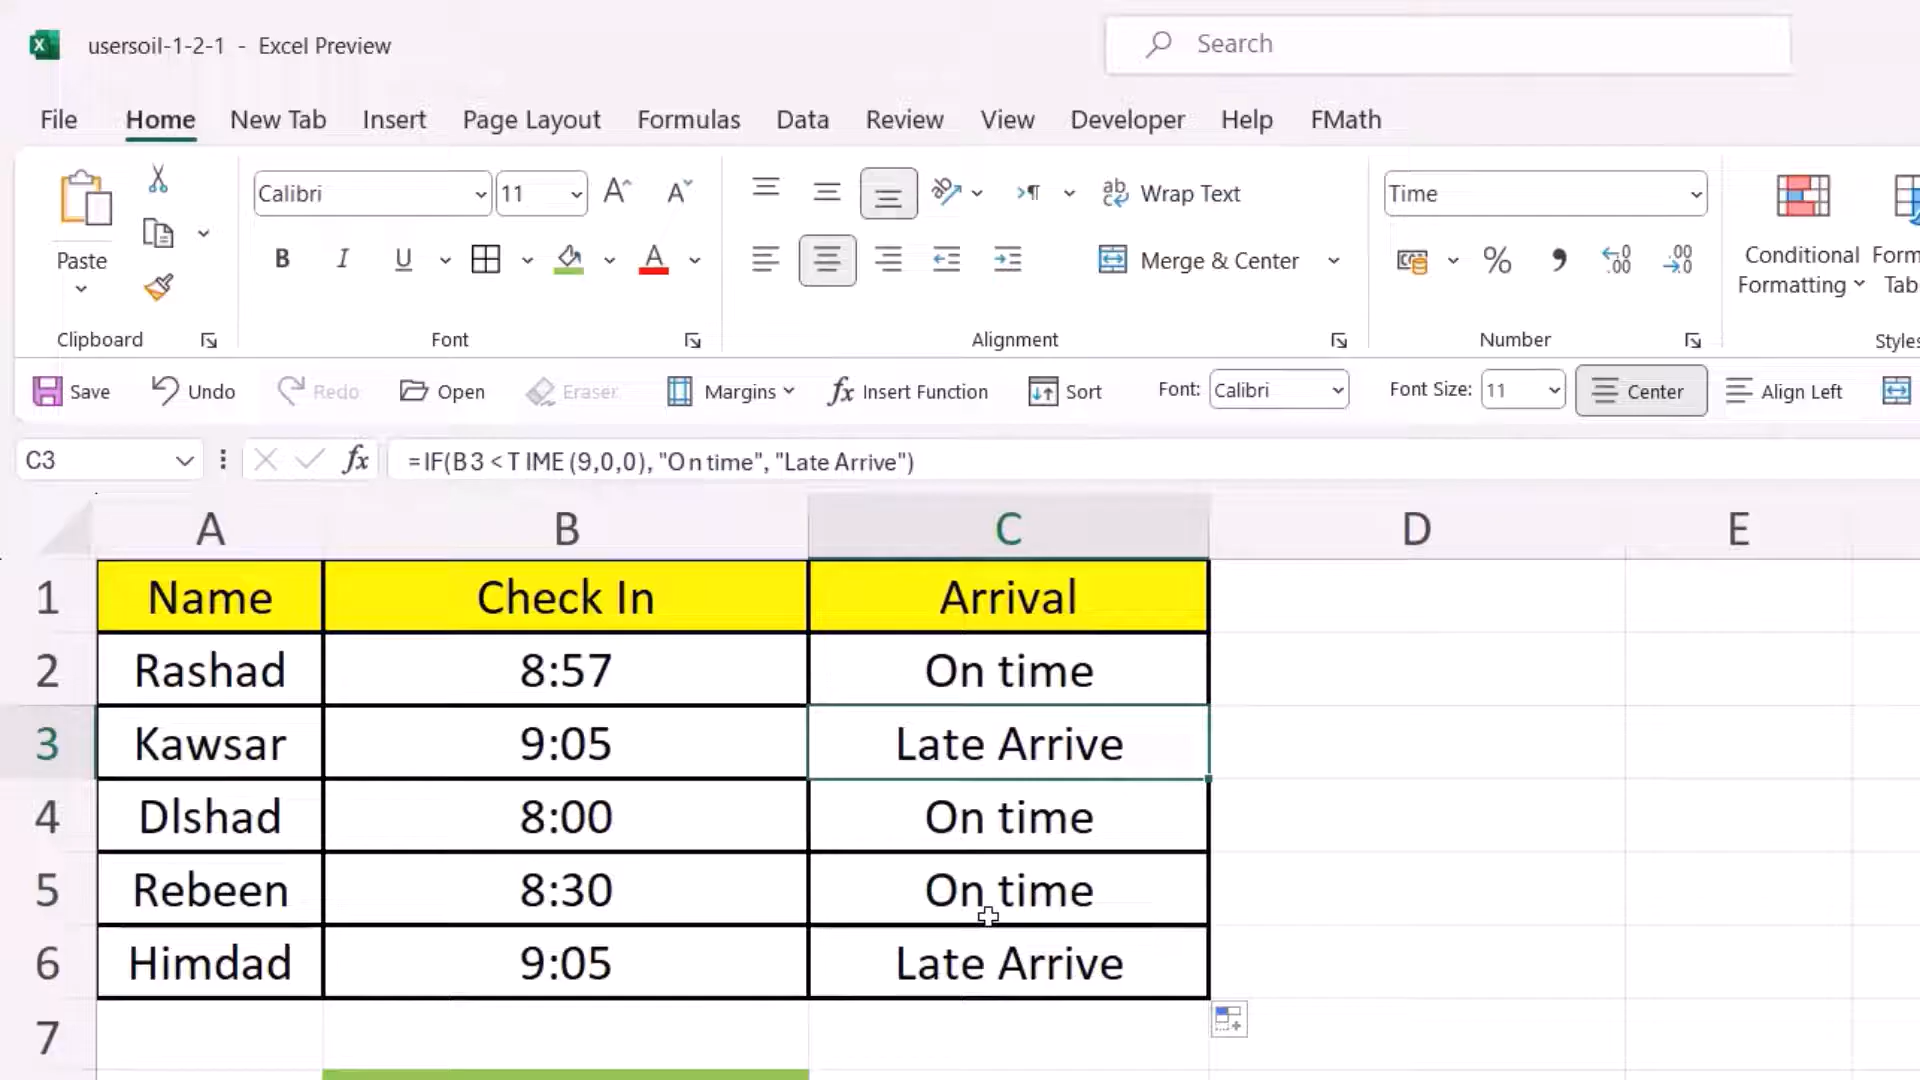 usersoil-1-2-1 - Excel Preview
Search
File Home New Tab Insert Page Layout Formulas Data Review View Developer Help FMath
Paste
Clipboard
Calibri 11
B I U
Font
Wrap Text
Merge & Center
Alignment
Time
Number
Conditional
Formatting
Form
Tab
Styles
Save Undo Redo Open Eraser Margins Insert Function Sort Font: Calibri Font Size: 11 Center Align Left
C3 fx =IF(B3<TIME(9,0,0), "On time", "Late Arrive")
A B C D E
1 Name Check In Arrival
2 Rashad 8:57 On time
3 Kawsar 9:05 Late Arrive
4 Dlshad 8:00 On time
5 Rebeen 8:30 On time
6 Himdad 9:05 Late Arrive
7